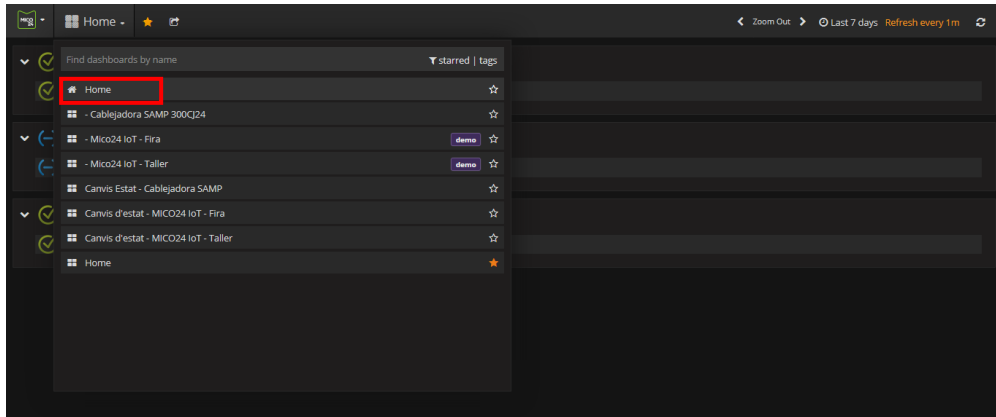 MICO 24 Home Zoom Out Last 7 days Refresh every 1m
Find dashboards by name starred | tags
Home
- Cablejadora SAMP 300CJ24
- Mico24 IoT - Fira demo
- Mico24 IoT - Taller demo
Canvis Estat - Cablejadora SAMP
Canvis d'estat - MICO24 IoT - Fira
Canvis d'estat - MICO24 IoT - Taller
Home